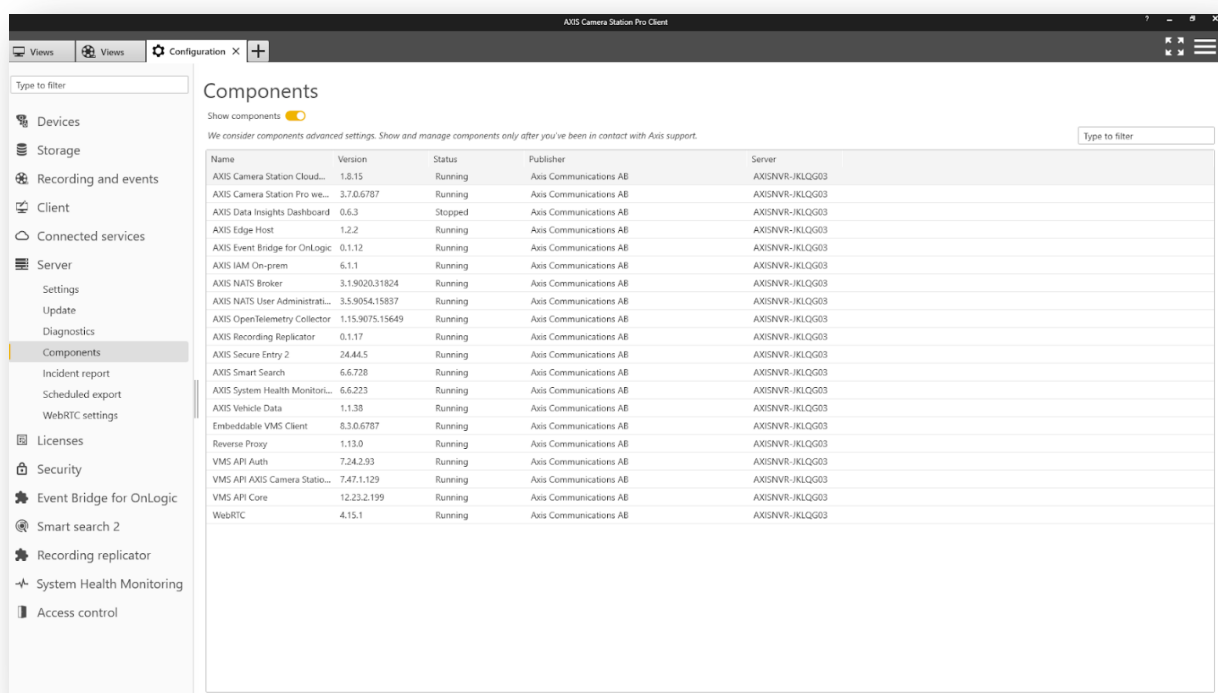 AXIS Camera Station Pro Client
?
Views
Views
Configuration
Type to filter
Devices
Storage
Recording and events
Client
Connected services
Server
Settings
Update
Diagnostics
Components
Incident report
Scheduled export
WebRTC settings
Licenses
Security
Event Bridge for OnLogic
Smart search 2
Recording replicator
System Health Monitoring
Access control
Components
Show components
We consider components advanced settings. Show and manage components only after you've been in contact with Axis support.
Type to filter
Name Version Status Publisher Server
AXIS Camera Station Cloud... 1.8.15 Running Axis Communications AB AXISNVR-JKLQG03
AXIS Camera Station Pro we... 3.7.0.6787 Running Axis Communications AB AXISNVR-JKLQG03
AXIS Data Insights Dashboard 0.6.3 Stopped Axis Communications AB AXISNVR-JKLQG03
AXIS Edge Host 1.2.2 Running Axis Communications AB AXISNVR-JKLQG03
AXIS Event Bridge for OnLogic 0.1.12 Running Axis Communications AB AXISNVR-JKLQG03
AXIS IAM On-prem 6.1.1 Running Axis Communications AB AXISNVR-JKLQG03
AXIS NATS Broker 3.1.9020.31824 Running Axis Communications AB AXISNVR-JKLQG03
AXIS NATS User Administrati... 3.5.9054.15837 Running Axis Communications AB AXISNVR-JKLQG03
AXIS OpenTelemetry Collector 1.15.9075.15649 Running Axis Communications AB AXISNVR-JKLQG03
AXIS Recording Replicator 0.1.17 Running Axis Communications AB AXISNVR-JKLQG03
AXIS Secure Entry 2 24.44.5 Running Axis Communications AB AXISNVR-JKLQG03
AXIS Smart Search 6.6.728 Running Axis Communications AB AXISNVR-JKLQG03
AXIS System Health Monitori... 6.6.223 Running Axis Communications AB AXISNVR-JKLQG03
AXIS Vehicle Data 1.1.38 Running Axis Communications AB AXISNVR-JKLQG03
Embeddable VMS Client 8.3.0.6787 Running Axis Communications AB AXISNVR-JKLQG03
Reverse Proxy 1.13.0 Running Axis Communications AB AXISNVR-JKLQG03
VMS API Auth 7.24.2.93 Running Axis Communications AB AXISNVR-JKLQG03
VMS API AXIS Camera Statio... 7.47.1.129 Running Axis Communications AB AXISNVR-JKLQG03
VMS API Core 12.23.2.199 Running Axis Communications AB AXISNVR-JKLQG03
WebRTC 4.15.1 Running Axis Communications AB AXISNVR-JKLQG03